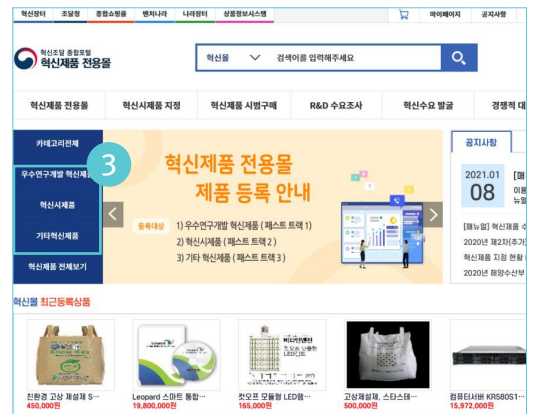 혁신장터 조달청 종합쇼핑몰 벤처나라 나라장터 상품정보시스템 마이페이지 공지사항
혁신조달 종합포털
혁신제품 전용몰
혁신몰 검색어를 입력해주세요
혁신제품 전용몰 혁신시제품 지정 혁신제품 시범구매 R&D 수요조사 혁신수요 발굴 경쟁적 대
카테고리전체
우수연구개발 혁신제
혁신시제품
기타혁신제품
혁신제품 전체보기
3
혁신제품 전용몰
제품 등록 안내
등록대상 1) 우수연구개발 혁신제품 ( 패스트 트랙 1 )
2) 혁신시제품 ( 패스트 트랙 2 )
3) 기타 혁신제품 ( 패스트 트랙 3 )
공지사항
2021.01
08
[매
이용
뉴얼
[매뉴얼] 혁신제품 수
2020년 제2차(추가)
혁신제품 지정 현황
2020년 해양수산부
혁신몰 최근등록상품
친환경 고상 제설제 S…
450,000원
Leopard 스마트 통합…
19,800,000원
컷오프 모듈형 LED램…
165,000원
고상제설제, 스타스테…
500,000원
컴퓨터서버 KR580S1…
15,972,000원